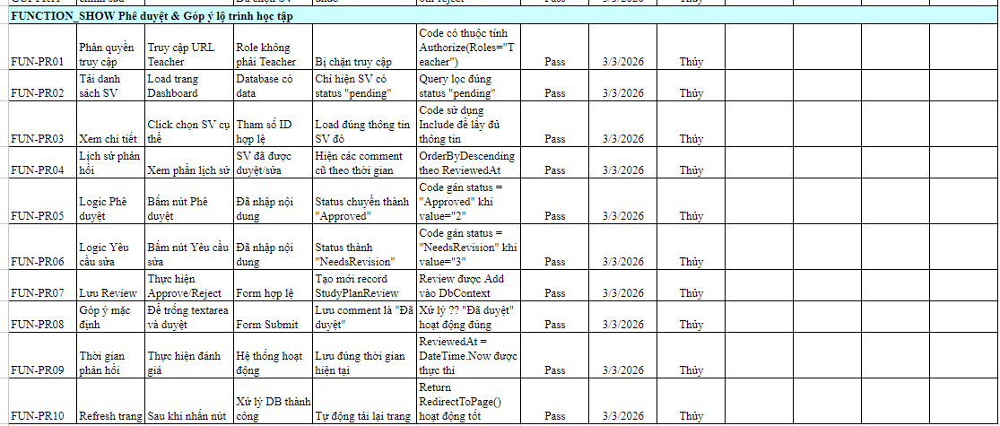 FUNCTION_SHOW Phê duyệt & Góp ý lộ trình học tập
FUN-PR01 Phân quyền truy cập Truy cập URL Teacher Role không phải Teacher Bị chặn truy cập Code có thuộc tính Authorize(Roles="Teacher") Pass 3/3/2026 Thủy
FUN-PR02 Tải danh sách SV Load trang Dashboard Database có data Chỉ hiện SV có status "pending" Query lọc đúng status "pending" Pass 3/3/2026 Thủy
FUN-PR03 Xem chi tiết Click chọn SV cụ thể Tham số ID hợp lệ Load đúng thông tin SV đó Code sử dụng Include để lấy đủ thông tin Pass 3/3/2026 Thủy
FUN-PR04 Lịch sử phản hồi Xem phần lịch sử SV đã được duyệt/sửa Hiện các comment cũ theo thời gian OrderByDescending theo ReviewedAt Pass 3/3/2026 Thủy
FUN-PR05 Logic Phê duyệt Bấm nút Phê duyệt Đã nhập nội dung Status chuyển thành "Approved" Code gán status = "Approved" khi value="2" Pass 3/3/2026 Thủy
FUN-PR06 Logic Yêu cầu sửa Bấm nút Yêu cầu sửa Đã nhập nội dung Status thành "NeedsRevision" Code gán status = "NeedsRevision" khi value="3" Pass 3/3/2026 Thủy
FUN-PR07 Lưu Review Thực hiện Approve/Reject Form hợp lệ Tạo mới record StudyPlanReview Review được Add vào DbContext Pass 3/3/2026 Thủy
FUN-PR08 Góp ý mặc định Để trống textarea và duyệt Form Submit Lưu comment là "Đã duyệt" Xử lý ?? "Đã duyệt" hoạt động đúng Pass 3/3/2026 Thủy
FUN-PR09 Thời gian phản hồi Thực hiện đánh giá Hệ thống hoạt động Lưu đúng thời gian hiện tại ReviewedAt = DateTime.Now được thực thi Pass 3/3/2026 Thủy
FUN-PR10 Refresh trang Sau khi nhấn nút Xử lý DB thành công Tự động tải lại trang Return RedirectToPage() hoạt động tốt Pass 3/3/2026 Thủy